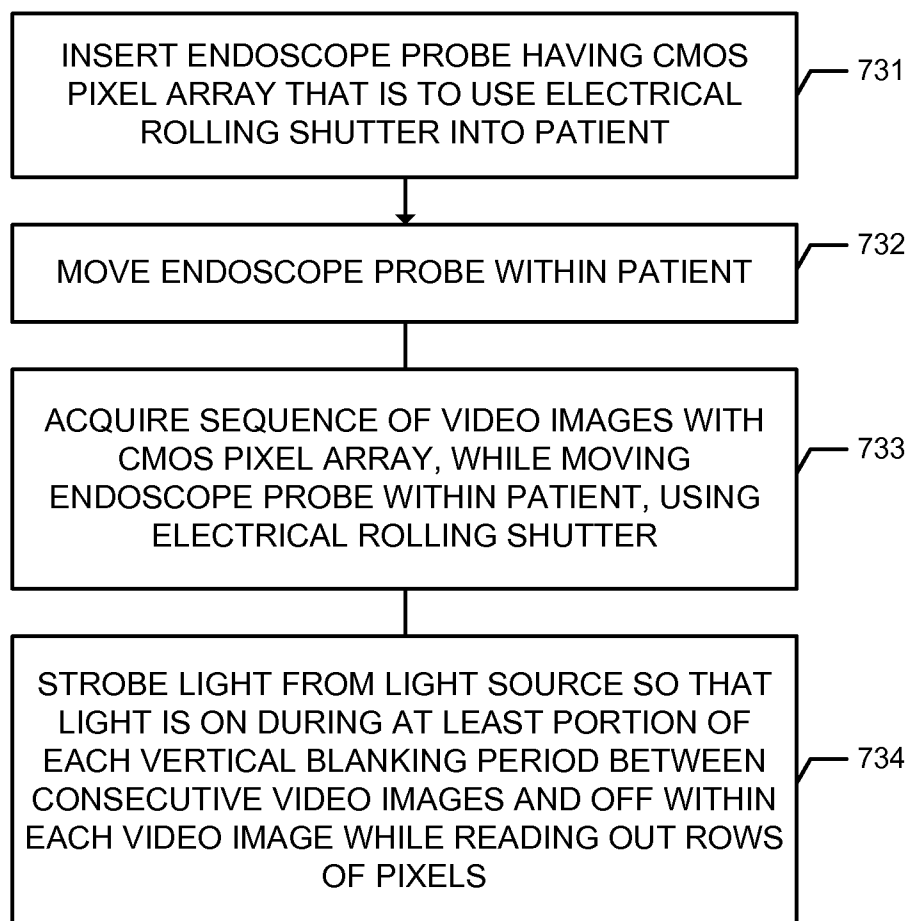 INSERT ENDOSCOPE PROBE HAVING CMOS
PIXEL ARRAY THAT IS TO USE ELECTRICAL
ROLLING SHUTTER INTO PATIENT
731
MOVE ENDOSCOPE PROBE WITHIN PATIENT
732
ACQUIRE SEQUENCE OF VIDEO IMAGES WITH
CMOS PIXEL ARRAY, WHILE MOVING
ENDOSCOPE PROBE WITHIN PATIENT, USING
ELECTRICAL ROLLING SHUTTER
733
STROBE LIGHT FROM LIGHT SOURCE SO THAT
LIGHT IS ON DURING AT LEAST PORTION OF
EACH VERTICAL BLANKING PERIOD BETWEEN
CONSECUTIVE VIDEO IMAGES AND OFF WITHIN
EACH VIDEO IMAGE WHILE READING OUT ROWS
OF PIXELS
734